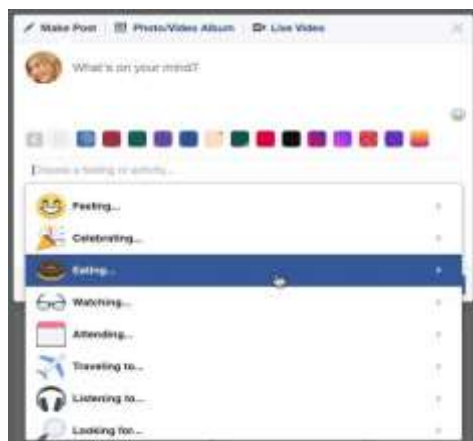 Make Post Photo/Video Album Live Video
What's on your mind?
Choose a feeling or activity...
Feeling...
Celebrating...
Eating...
Watching...
Attending...
Traveling to...
Listening to...
Looking for...